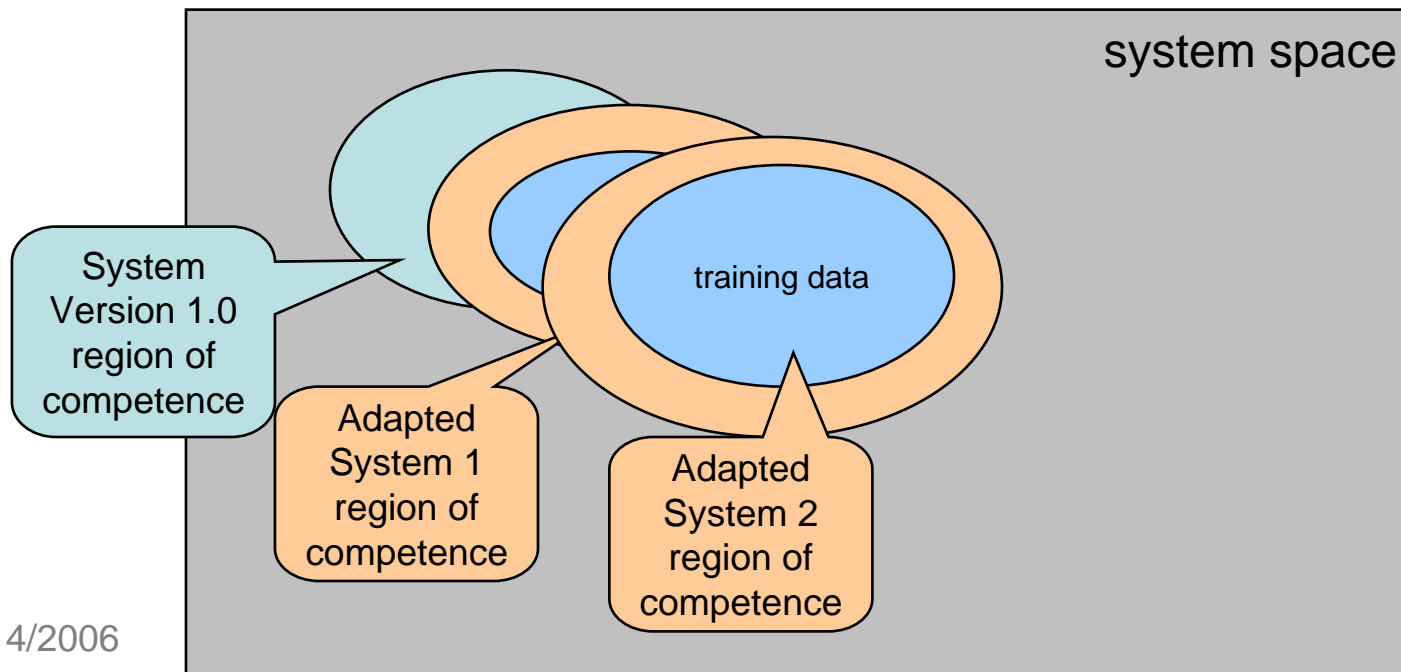 system space
training data
System
Version 1.0
region of
competence
Adapted
System 1
region of
competence
Adapted
System 2
region of
competence
4/2006